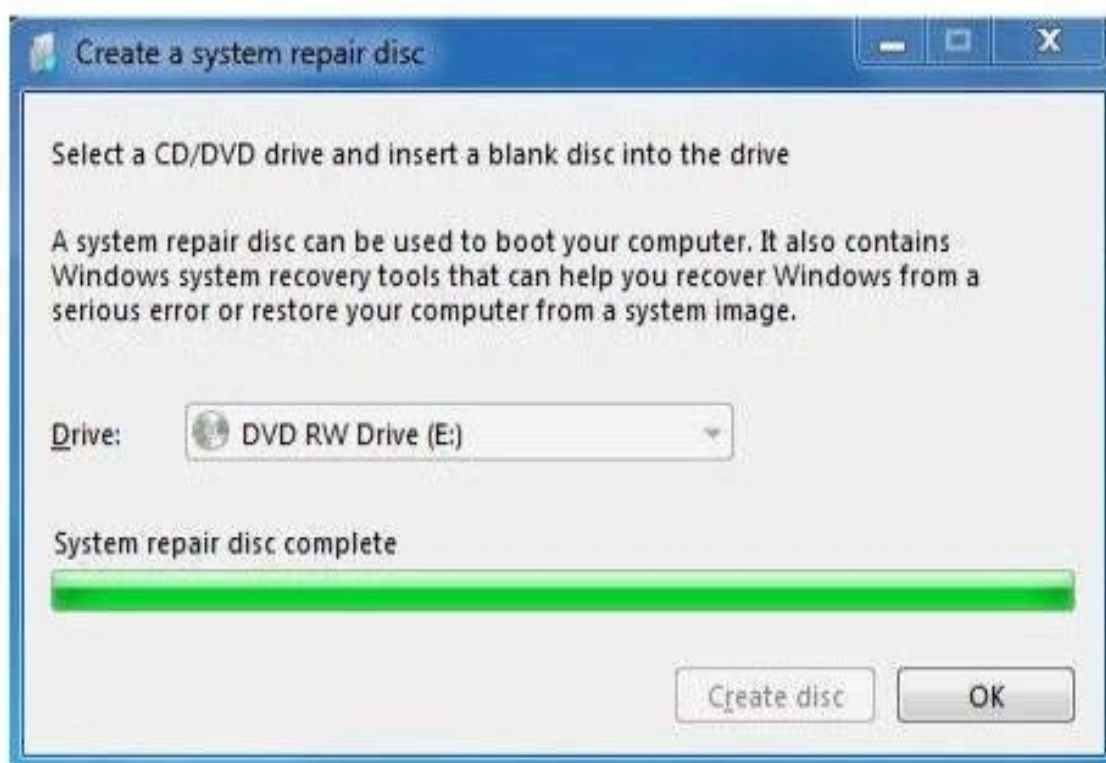 Create a system repair disc
Select a CD/DVD drive and insert a blank disc into the drive
A system repair disc can be used to boot your computer. It also contains
Windows system recovery tools that can help you recover Windows from a
serious error or restore your computer from a system image.
Drive: DVD RW Drive (E:)
System repair disc complete
Create disc OK